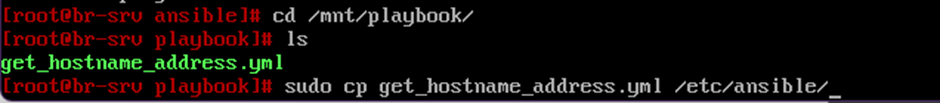 [root@br-srv ansible]# cd /mnt/playbook/
[root@br-srv playbook]# ls
get_hostname_address.yml
[root@br-srv playbook]# sudo cp get_hostname_address.yml /etc/ansible/_